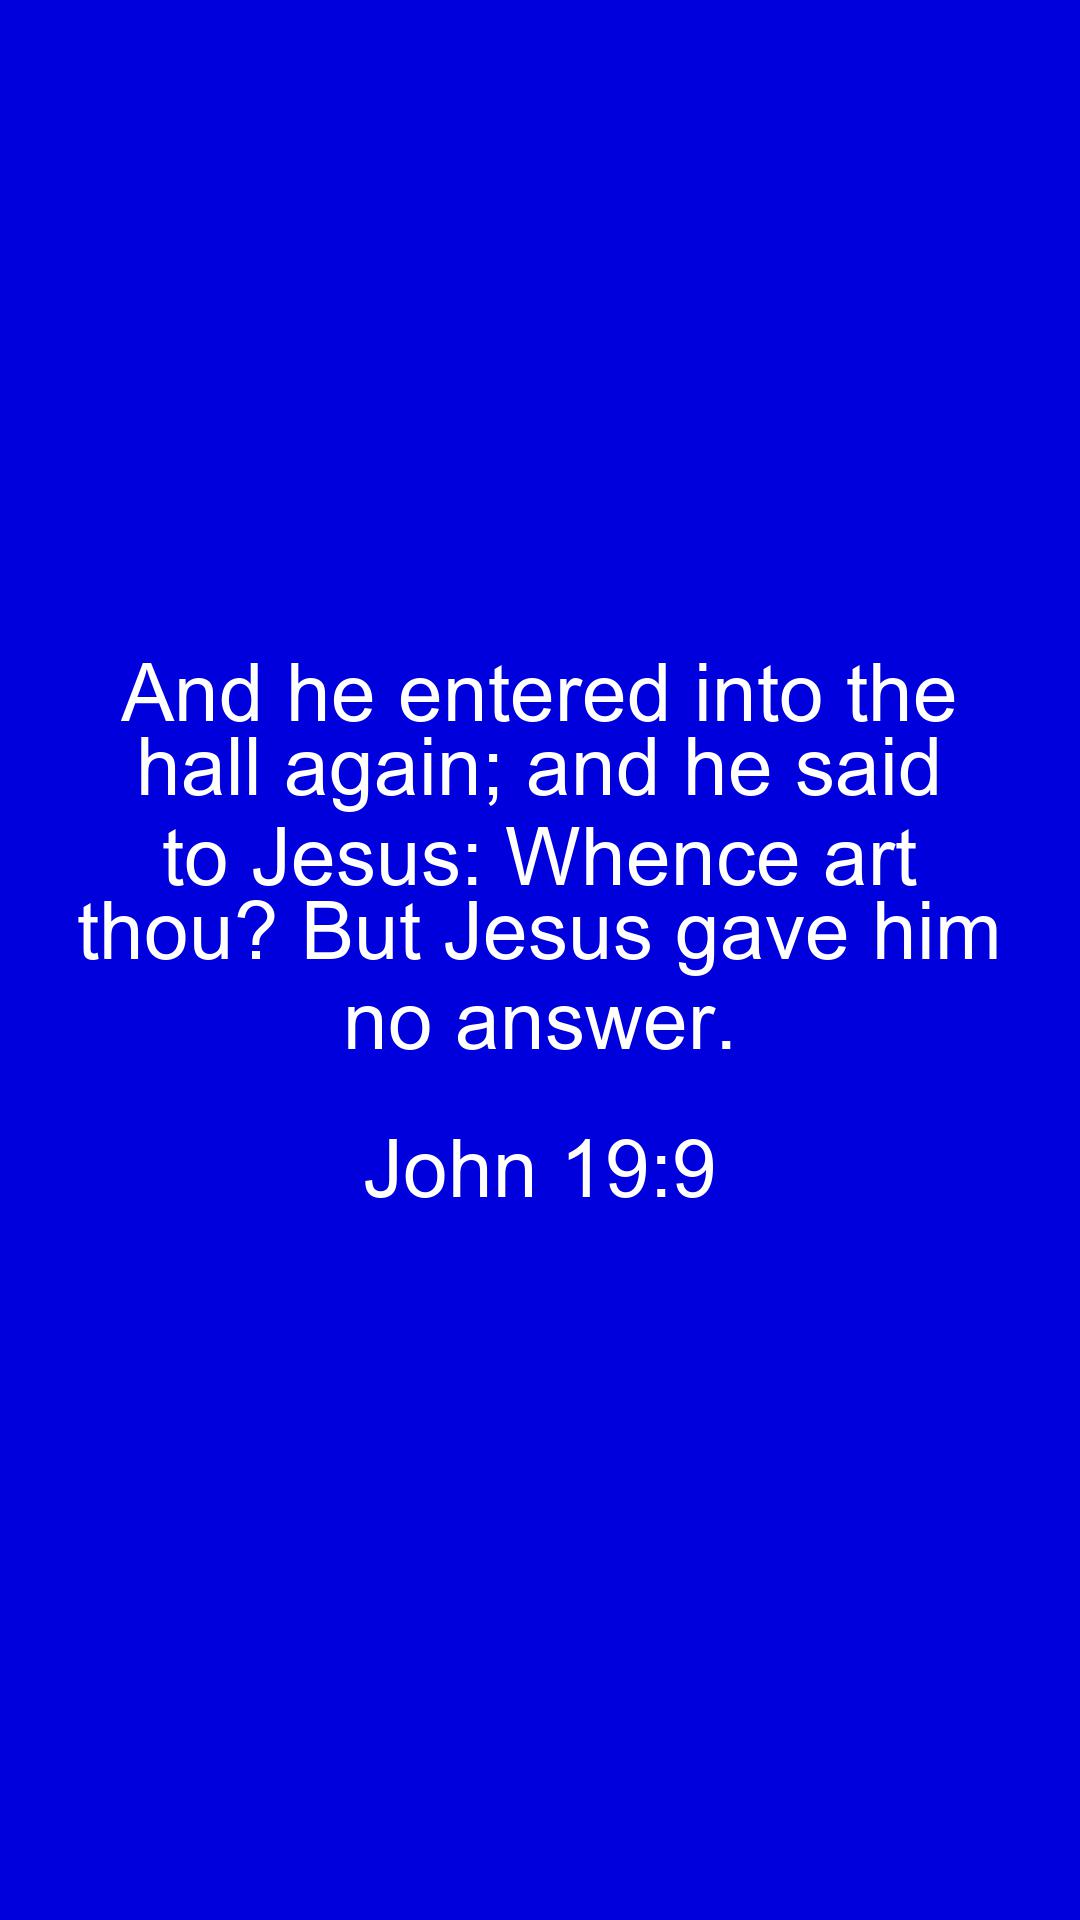 And he entered into the
hall again; and he said
to Jesus: Whence art
thou? But Jesus gave him
no answer.
John 19:9